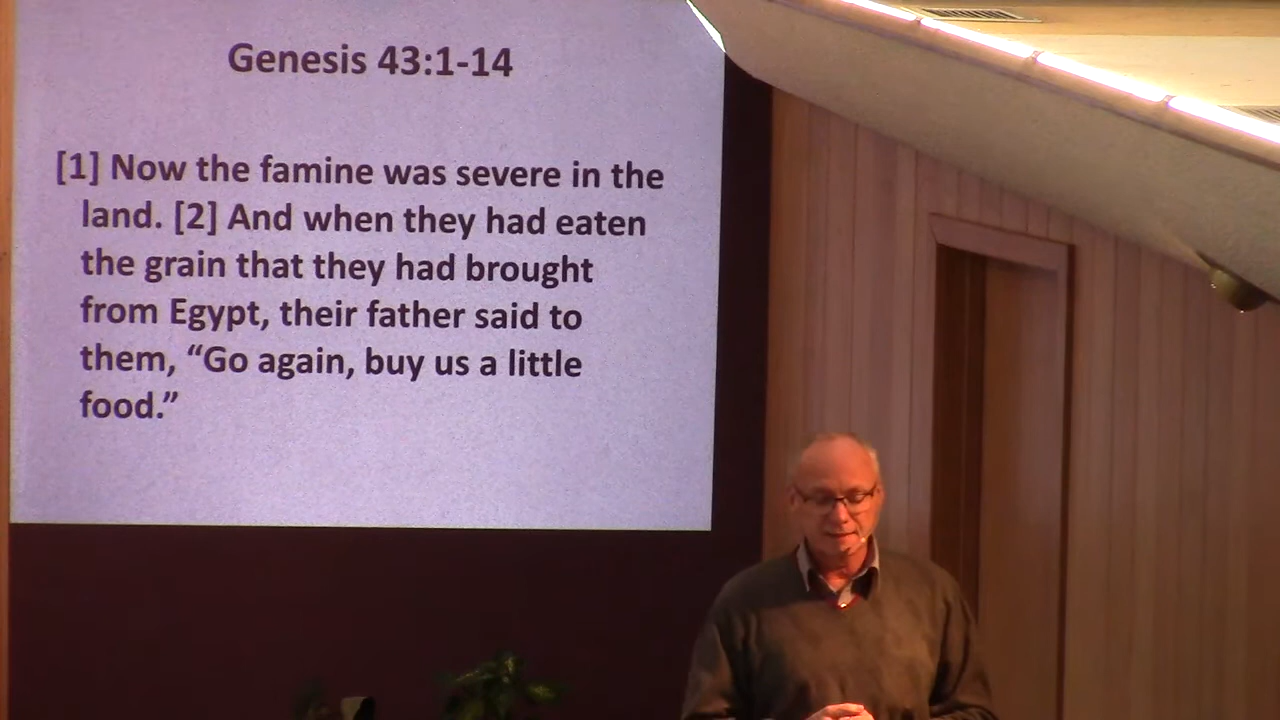 Genesis 43:1-14
[1] Now the famine was severe in the
land. [2] And when they had eaten
the grain that they had brought
from Egypt, their father said to
them, “Go again, buy us a little
food.”